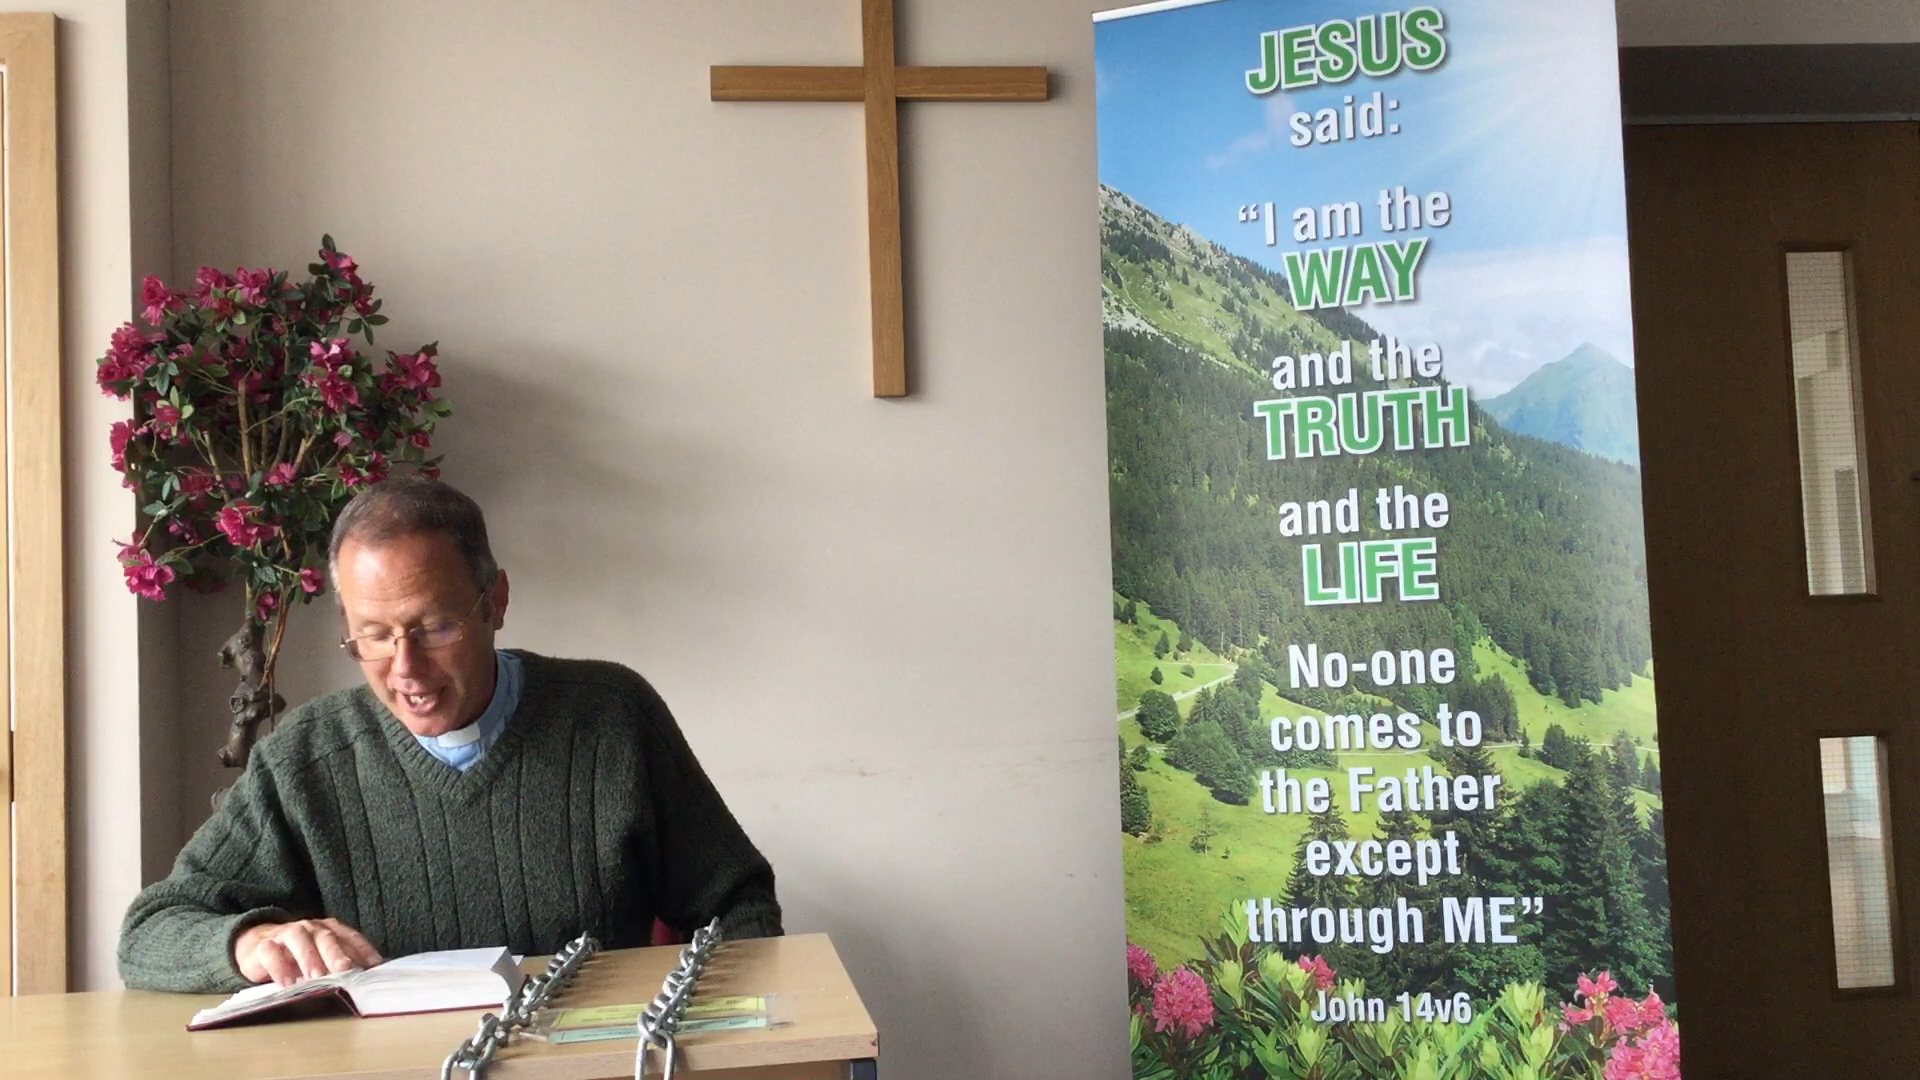 JESUS
said:
“I am the
WAY
and the
TRUTH
and the
LIFE
No-one
comes to
the Father
except
through ME”
John 14v6